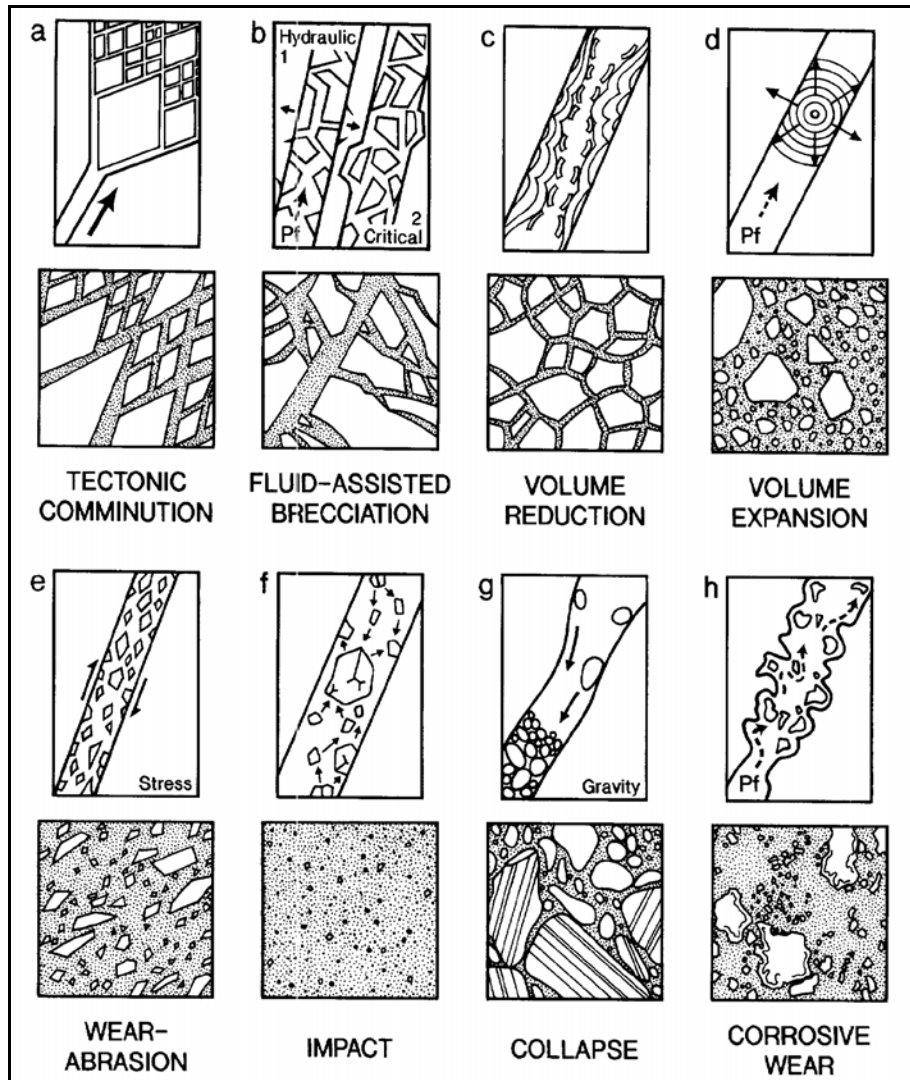 a
b
c
d
Hydraulic
1
Pf
2
Critical
Pf
TECTONIC
COMMINUTION
FLUID-ASSISTED
BRECCIATION
VOLUME
REDUCTION
VOLUME
EXPANSION
e
f
g
h
Stress
Gravity
Pf
WEAR-
ABRASION
IMPACT
COLLAPSE
CORROSIVE
WEAR